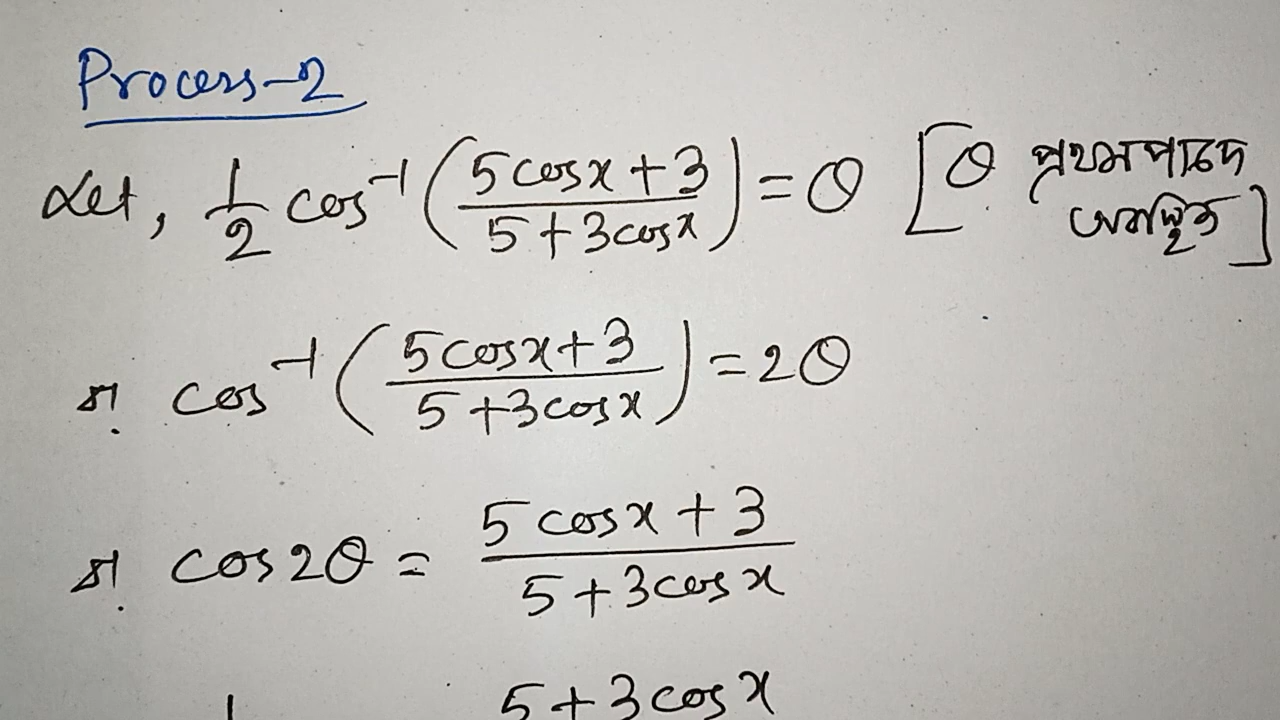 Process-2
Let, 1/2 cos⁻¹ (5cosx+3 / 5+3cosx) = θ [θ প্রথমপাদে
অবস্থিত]
বা, cos⁻¹ (5cosx+3 / 5+3cosx) = 2θ
বা, cos2θ = 5cosx+3 / 5+3cosx
5+3cosx